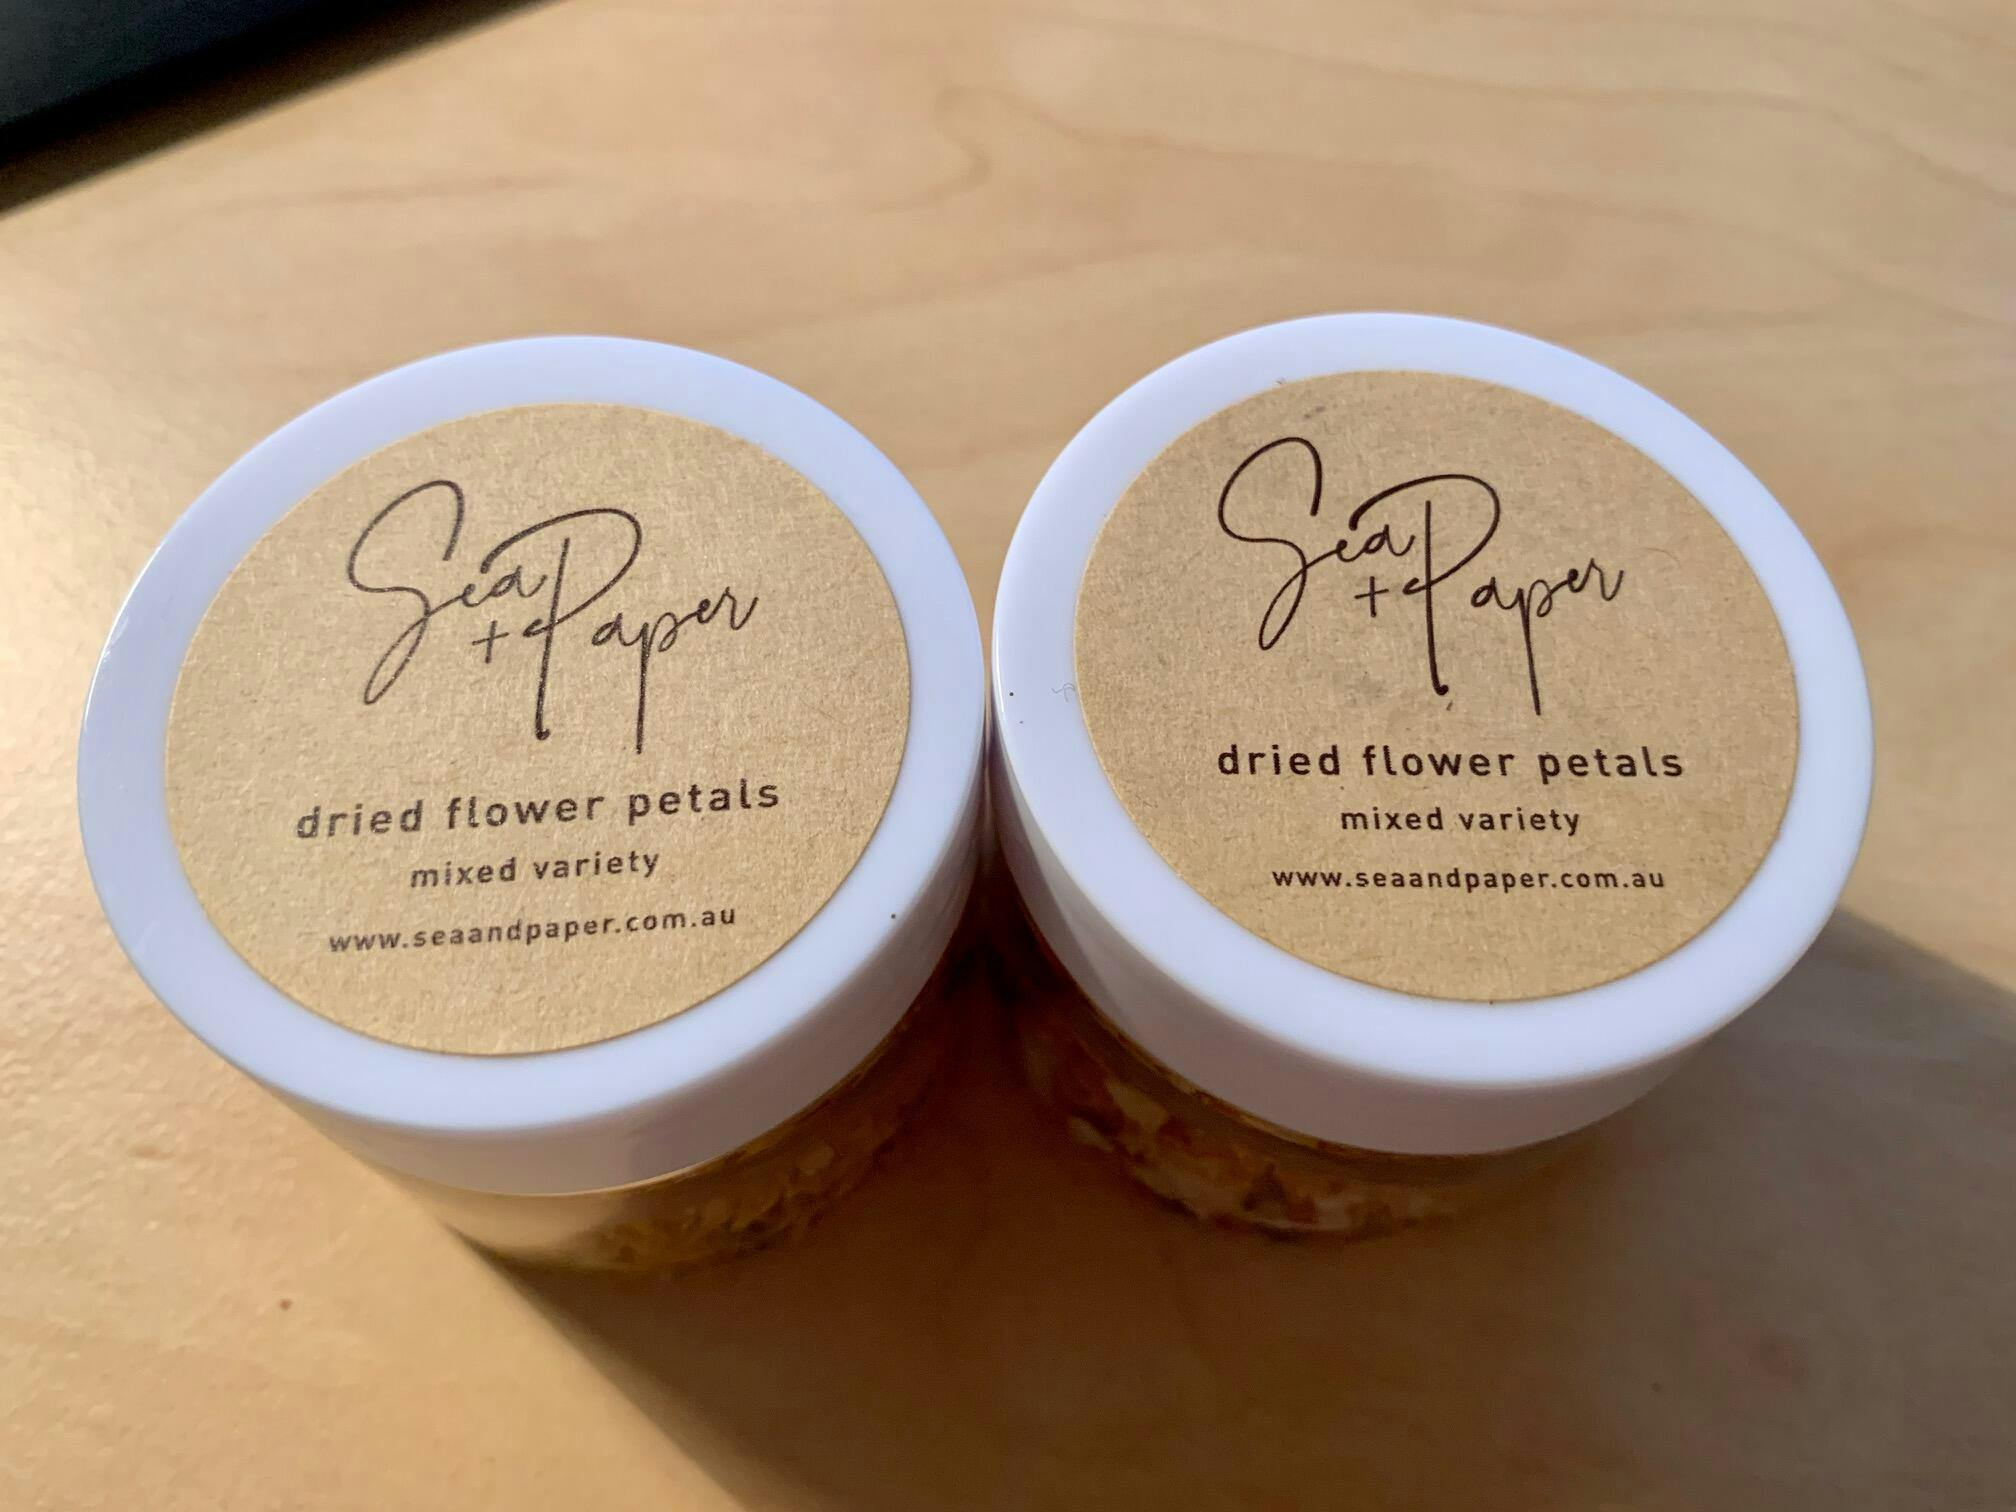 Sea
+ Paper
dried flower petals
mixed variety
www.seaandpaper.com.au
Sea
+ Paper
dried flower petals
mixed variety
www.seaandpaper.com.au